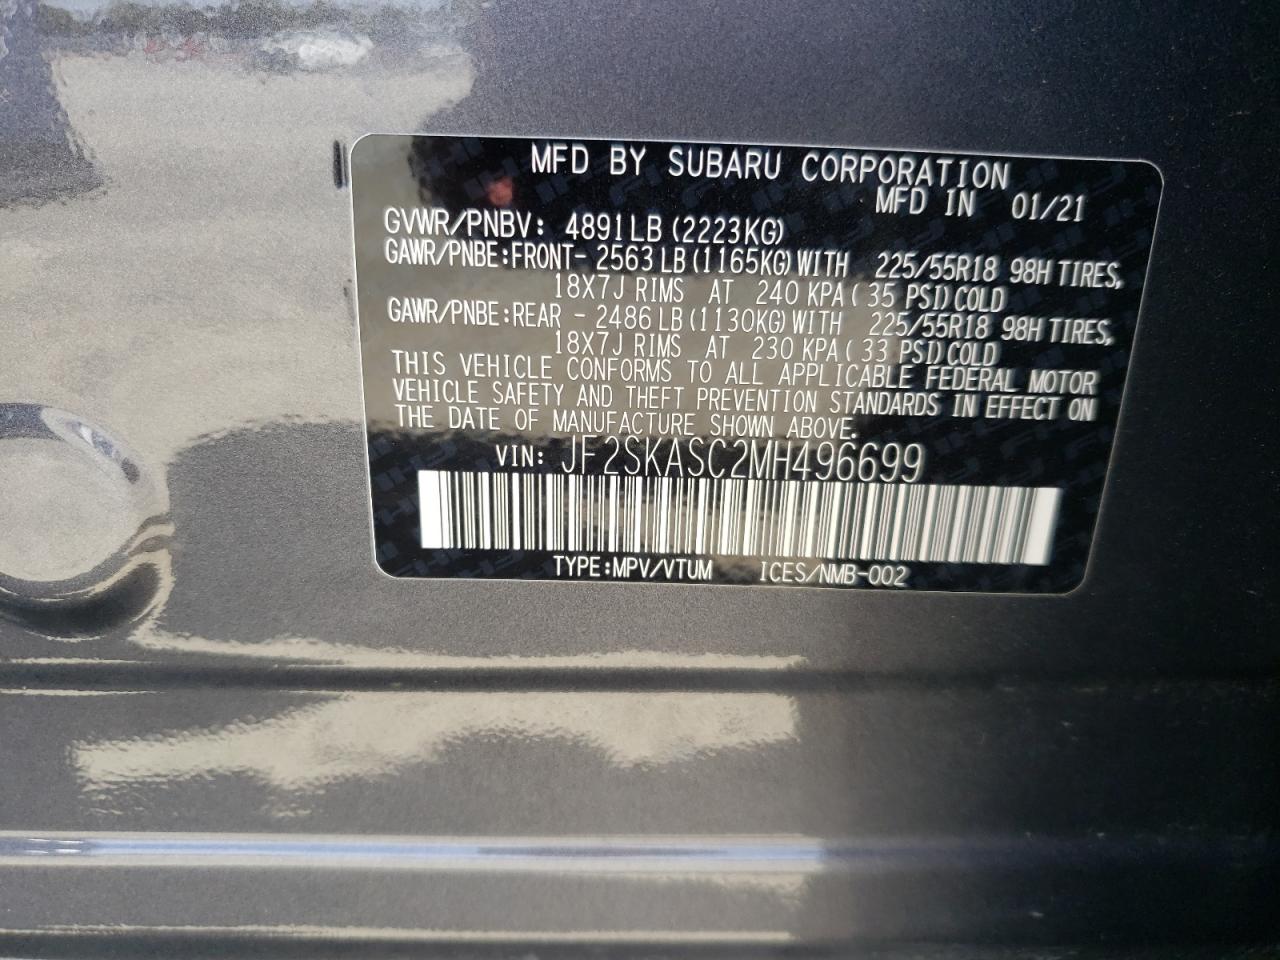 MFD BY SUBARU CORPORATION
MFD IN 01/21
GVWR/PNBV: 4891LB (2223KG)
GAWR/PNBE:FRONT- 2563 LB (1165KG) WITH 225/55R18 98H TIRES,
18X7J RIMS AT 240 KPA( 35 PSI) COLD
GAWR/PNBE:REAR - 2486 LB (1130KG) WITH 225/55R18 98H TIRES,
18X7J RIMS AT 230 KPA( 33 PSI) COLD
THIS VEHICLE CONFORMS TO ALL APPLICABLE FEDERAL MOTOR
VEHICLE SAFETY AND THEFT PREVENTION STANDARDS IN EFFECT ON
THE DATE OF MANUFACTURE SHOWN ABOVE.
VIN: JF2SKASC2MH496699
TYPE:MPV/VTUM ICES/NMB-002